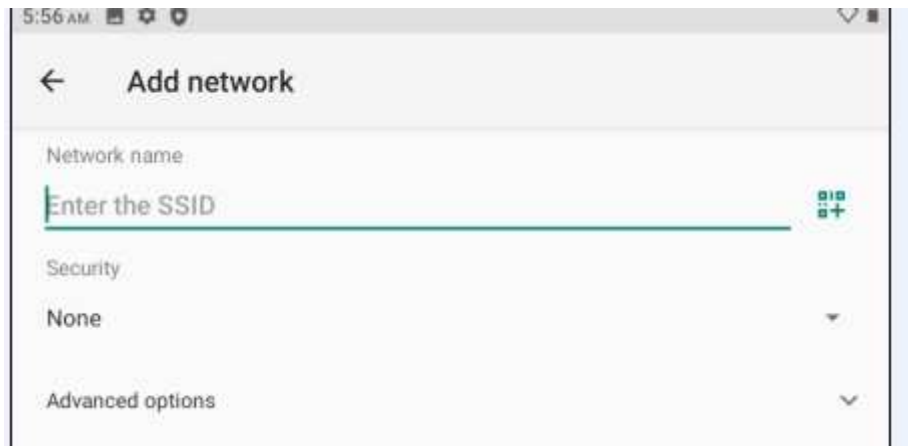 5:56 AM
Add network
Network name
Enter the SSID
Security
None
Advanced options